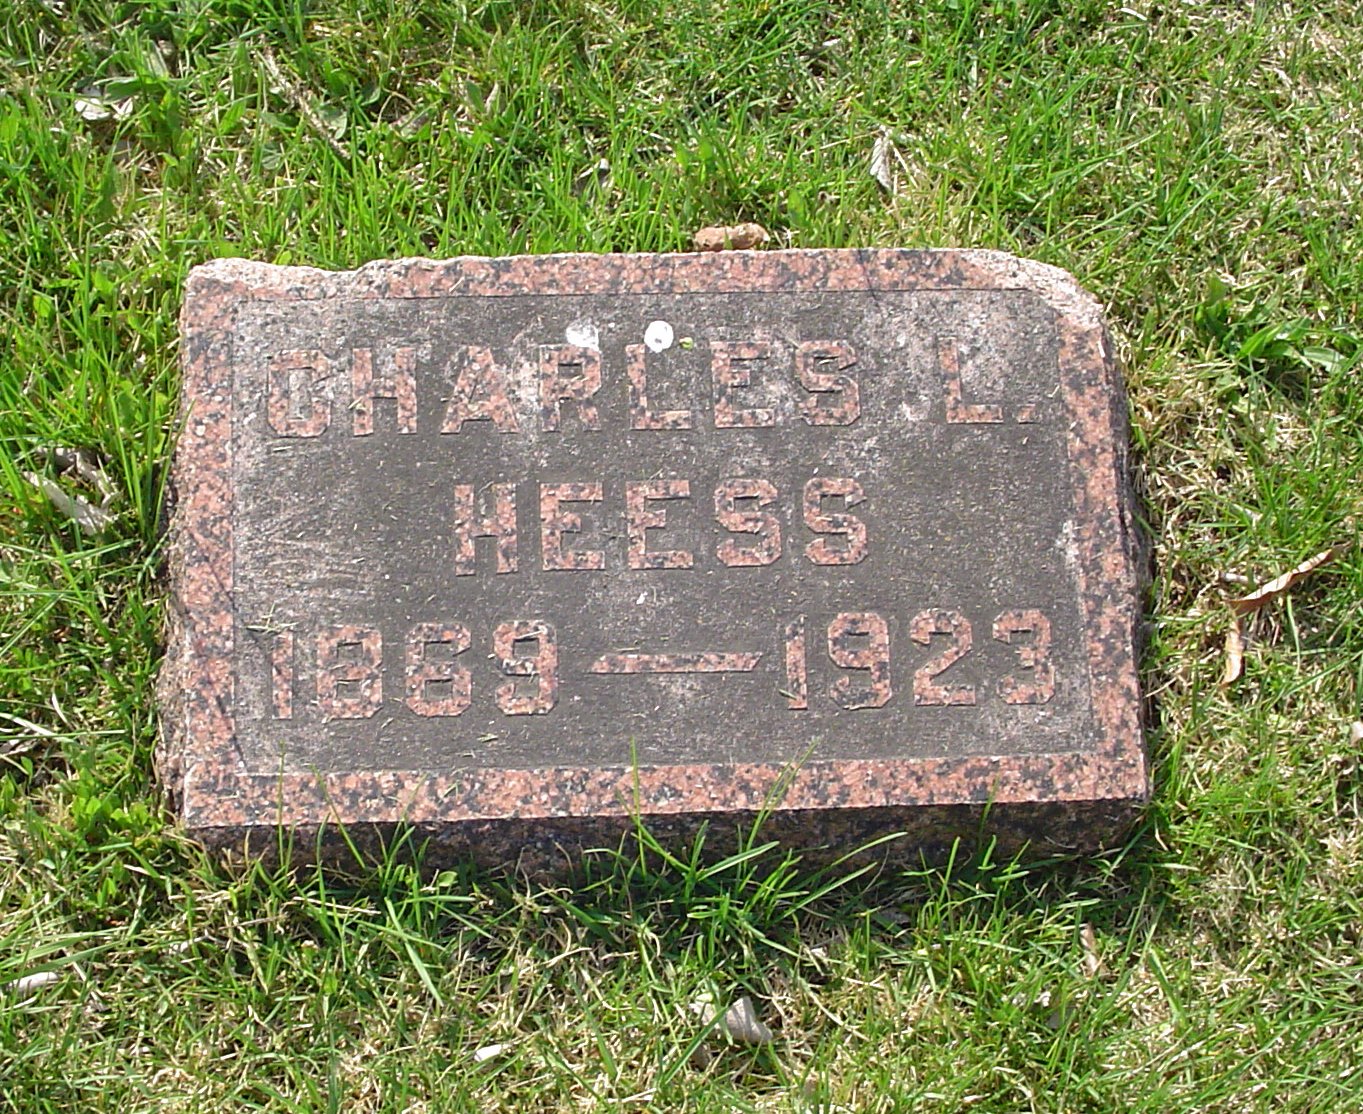 CHARLES L.
HEESS
1869 — 1923